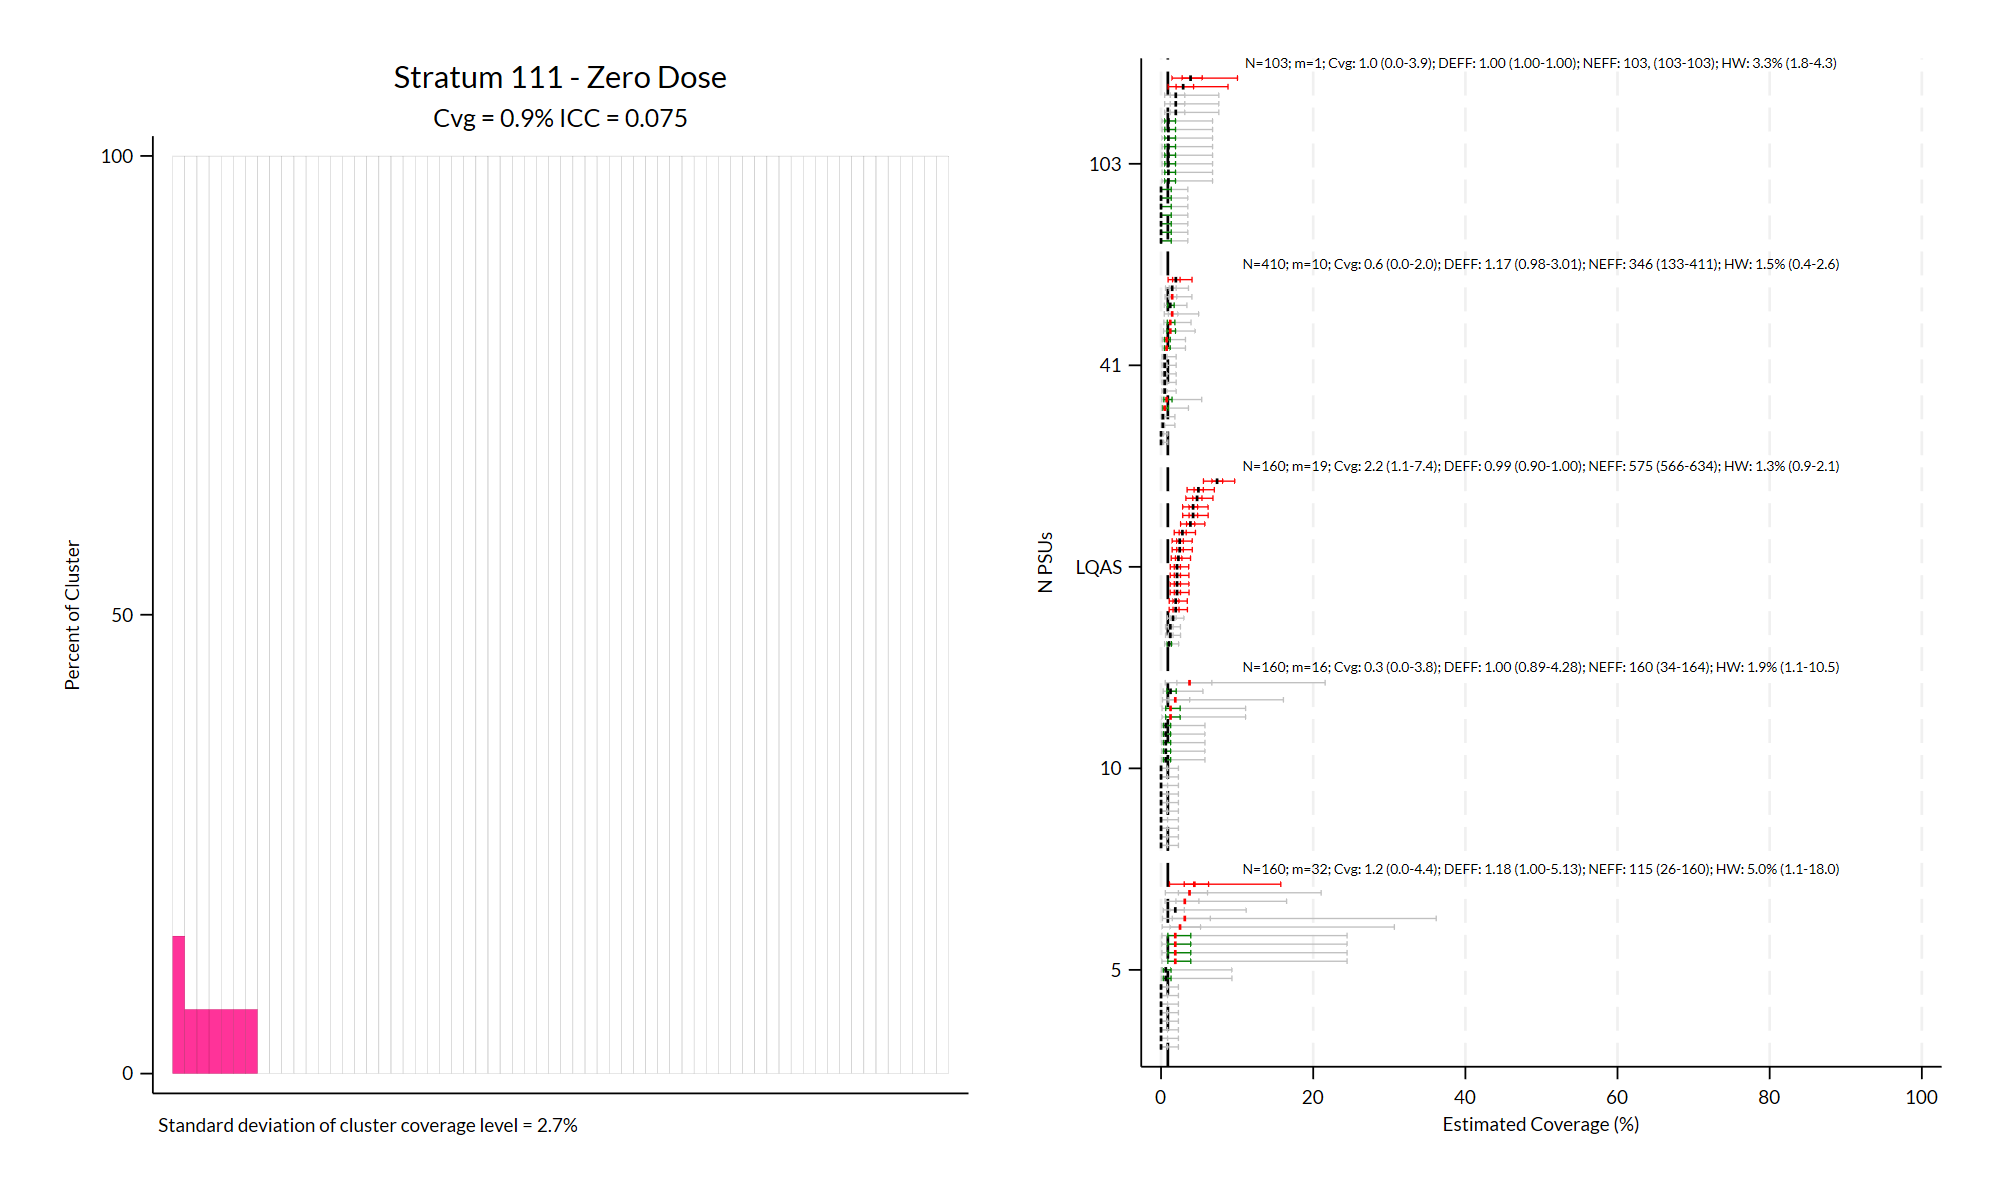 Stratum 111 - Zero Dose
Cvg = 0.9% ICC = 0.075
100
50
0
Percent of Cluster
Standard deviation of cluster coverage level = 2.7%
N=103; m=1; Cvg: 1.0 (0.0-3.9); DEFF: 1.00 (1.00-1.00); NEFF: 103, (103-103); HW: 3.3% (1.8-4.3)
103
N=410; m=10; Cvg: 0.6 (0.0-2.0); DEFF: 1.17 (0.98-3.01); NEFF: 346 (133-411); HW: 1.5% (0.4-2.6)
41
N=160; m=19; Cvg: 2.2 (1.1-7.4); DEFF: 0.99 (0.90-1.00); NEFF: 575 (566-634); HW: 1.3% (0.9-2.1)
LQAS
N=160; m=16; Cvg: 0.3 (0.0-3.8); DEFF: 1.00 (0.89-4.28); NEFF: 160 (34-164); HW: 1.9% (1.1-10.5)
10
N=160; m=32; Cvg: 1.2 (0.0-4.4); DEFF: 1.18 (1.00-5.13); NEFF: 115 (26-160); HW: 5.0% (1.1-18.0)
5
N PSUs
0 20 40 60 80 100
Estimated Coverage (%)